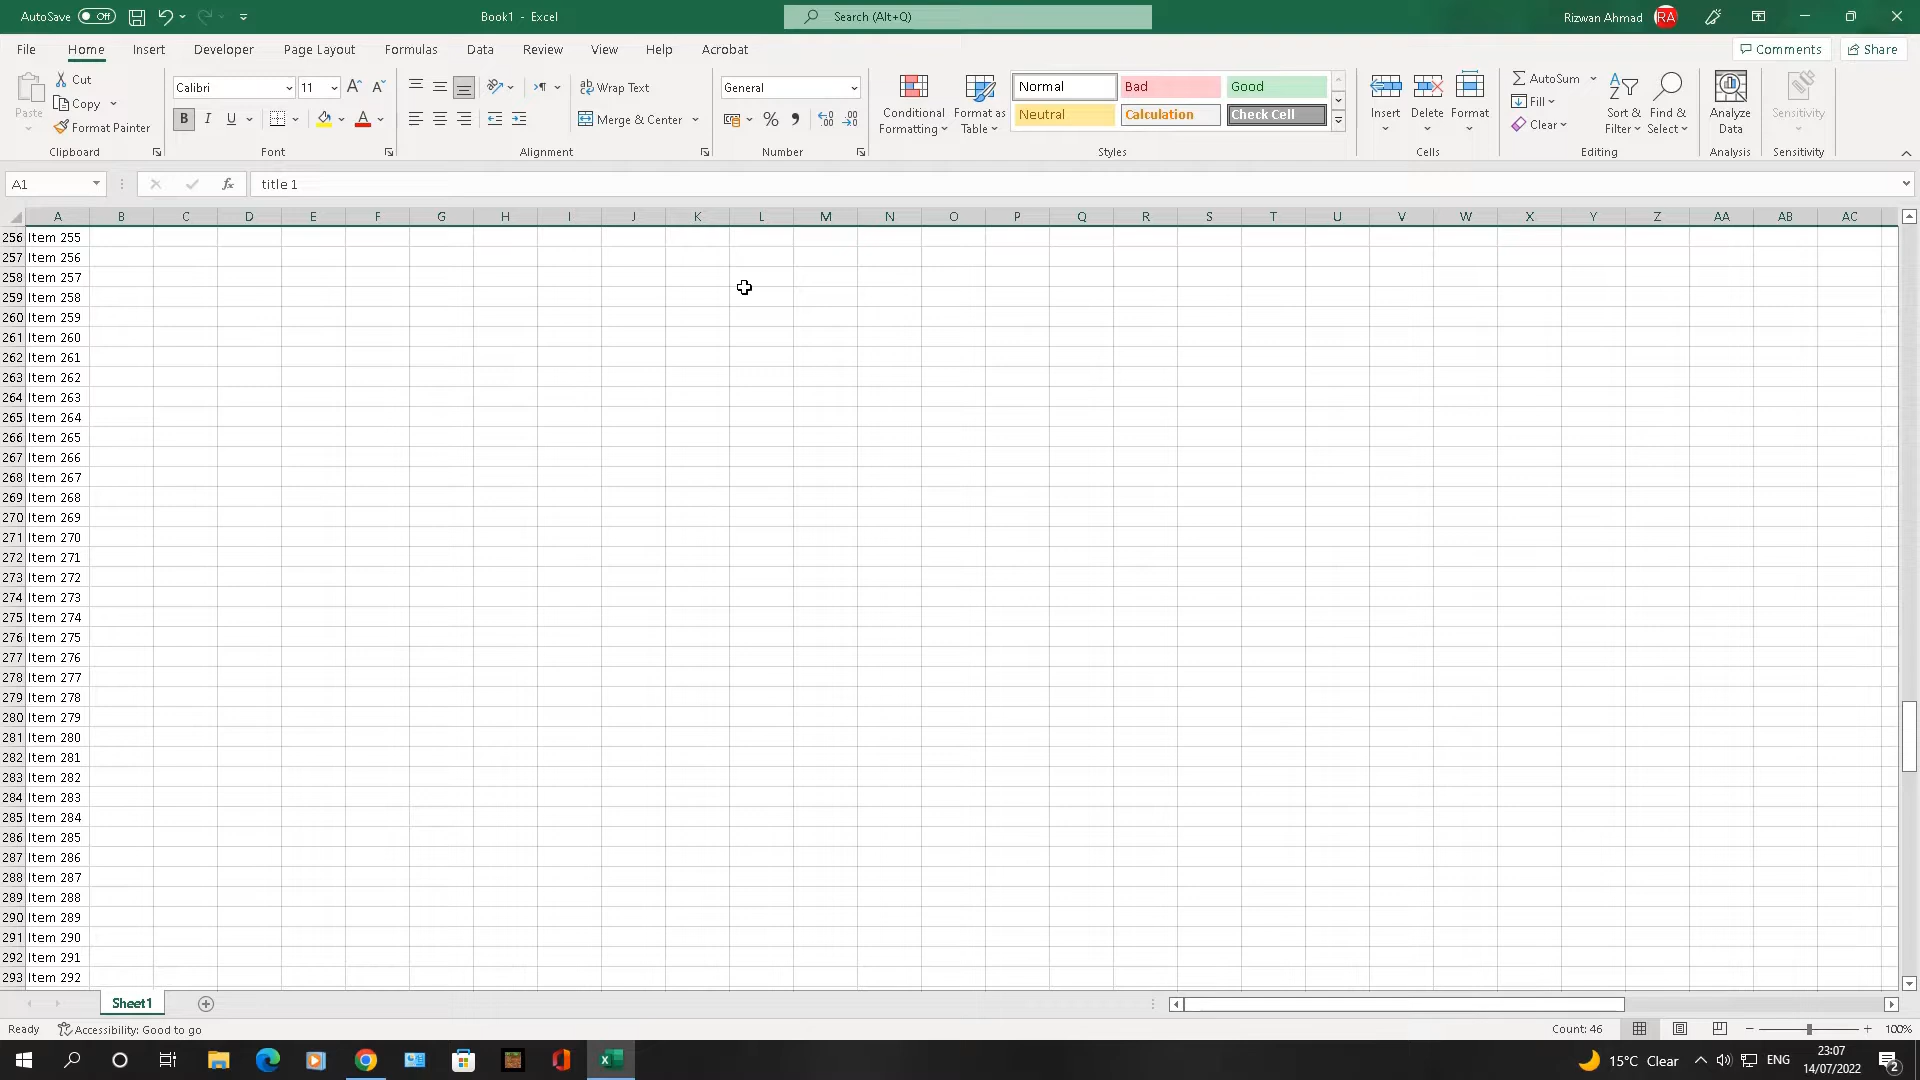 AutoSave Off Book1 - Excel Search (Alt+Q) Rizwan Ahmad RA
File Home Insert Developer Page Layout Formulas Data Review View Help Acrobat Comments Share
Paste Cut Copy Format Painter Clipboard
Calibri 11 B I U Font
Wrap Text Merge & Center Alignment
General % Number
Conditional Formatting Format as Table
Normal Bad Good
Neutral Calculation Check Cell
Styles
Insert Delete Format Cells
AutoSum Fill Clear Sort & Filter Find & Select Editing
Analyze Data Analysis
Sensitivity Sensitivity
A1 fx title 1
A B C D E F G H I J K L M N O P Q R S T U V W X Y Z AA AB AC
256 Item 255
257 Item 256
258 Item 257
259 Item 258
260 Item 259
261 Item 260
262 Item 261
263 Item 262
264 Item 263
265 Item 264
266 Item 265
267 Item 266
268 Item 267
269 Item 268
270 Item 269
271 Item 270
272 Item 271
273 Item 272
274 Item 273
275 Item 274
276 Item 275
277 Item 276
278 Item 277
279 Item 278
280 Item 279
281 Item 280
282 Item 281
283 Item 282
284 Item 283
285 Item 284
286 Item 285
287 Item 286
288 Item 287
289 Item 288
290 Item 289
291 Item 290
292 Item 291
293 Item 292
Sheet1
Ready Accessibility: Good to go Count: 46 100%
15°C Clear ENG 23:07
14/07/2022 2